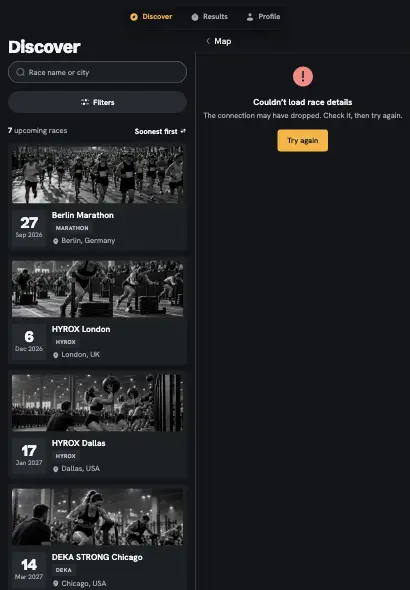 Discover
Results
Profile
Discover
Race name or city
Filters
7 upcoming races
Soonest first
27
Sep 2026
Berlin Marathon
MARATHON
Berlin, Germany
6
Dec 2026
HYROX London
HYROX
London, UK
17
Jan 2027
HYROX Dallas
HYROX
Dallas, USA
14
Mar 2027
DEKA STRONG Chicago
DEKA
Chicago, USA
Map
!
Couldn't load race details
The connection may have dropped. Check it, then try again.
Try again